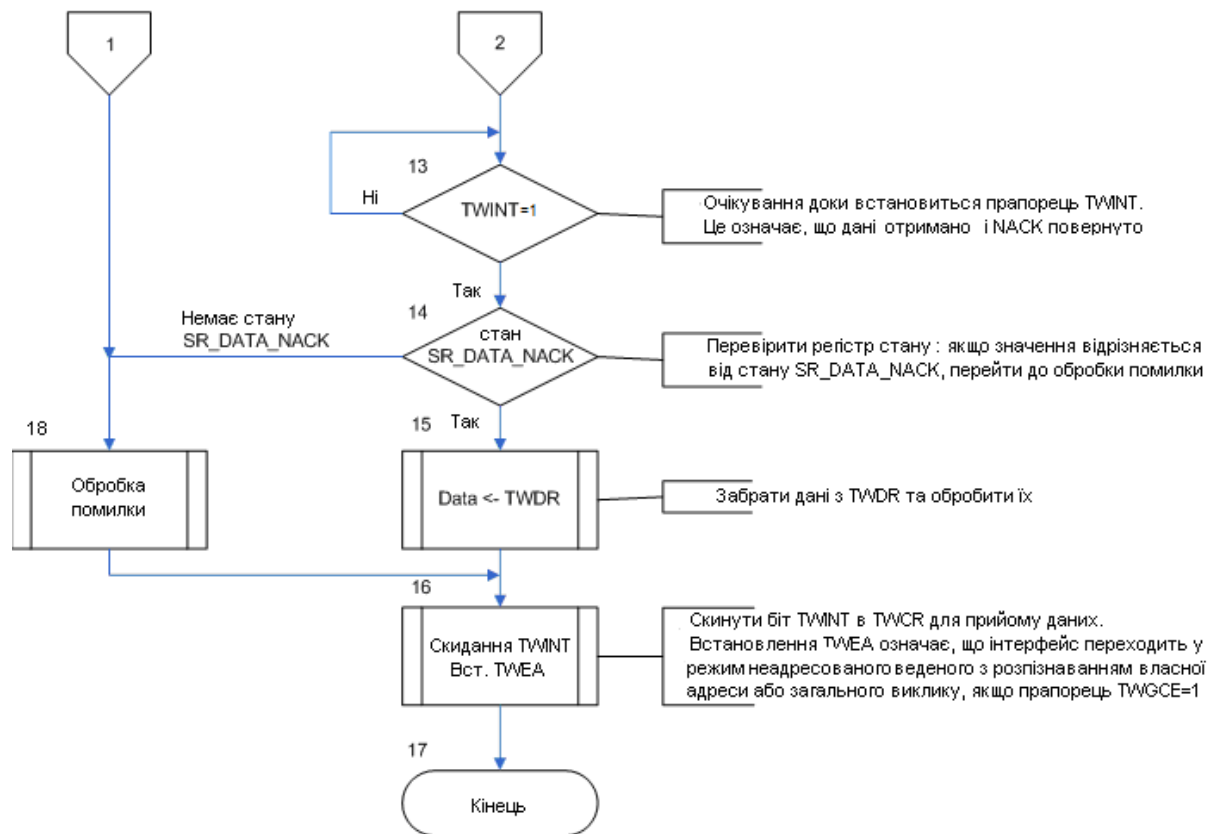 1
2
13
Ні
TWINT=1
Очікування доки встановиться прапорець TWINT.
Це означає, що дані отримано і NACK повернуто
Так
Немає стану
SR_DATA_NACK
14
стан
SR_DATA_NACK
Перевірити регістр стану : якщо значення відрізняється
від стану SR_DATA_NACK, перейти до обробки помилки
Так
18
15
Обробка
помилки
Data <- TWDR
Забрати дані з TWDR та обробити їх
16
Скидання TWINT
Вст. TWEA
Скинути біт TWINT в TWCR для прийому даних.
Встановлення TWEA означає, що інтерфейс переходить у
режим неадресованого веденого з розпізнаванням власної
адреси або загального виклику, якщо прапорець TWGCE=1
17
Кінець